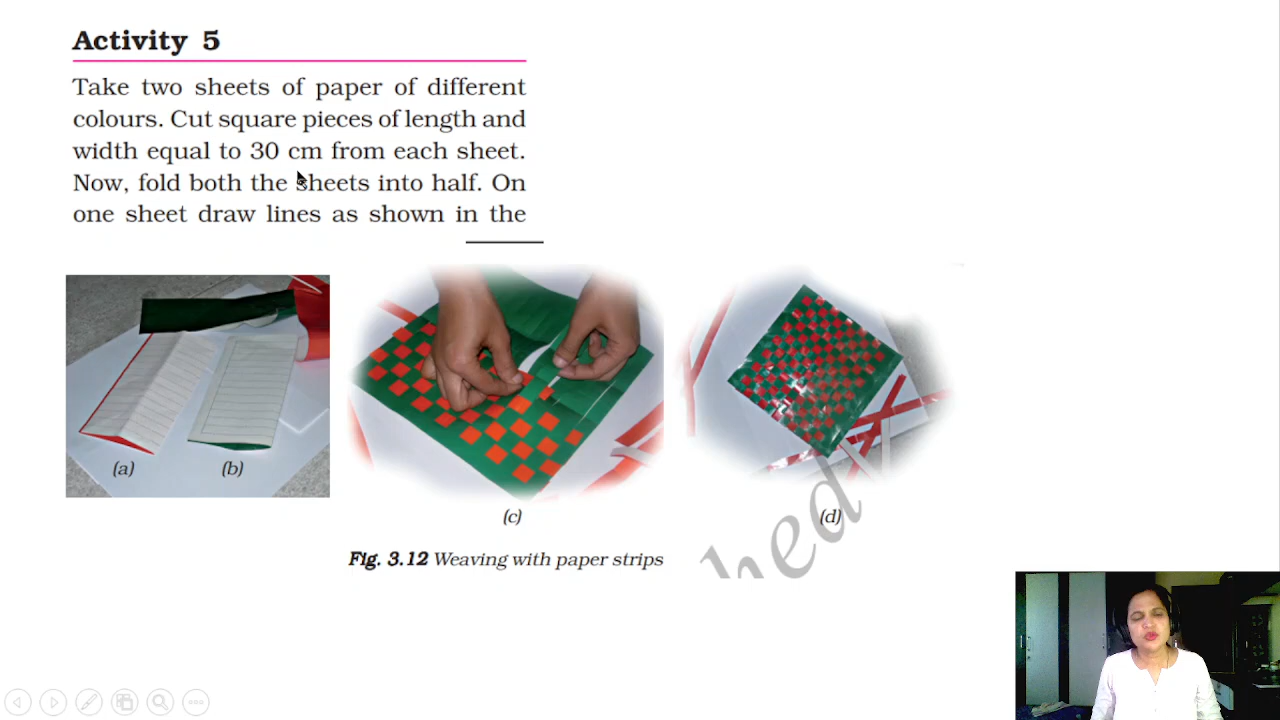 Activity 5
Take two sheets of paper of different
colours. Cut square pieces of length and
width equal to 30 cm from each sheet.
Now, fold both the sheets into half. On
one sheet draw lines as shown in the
(a)
(b)
(c)
(d)
Fig. 3.12 Weaving with paper strips
hed